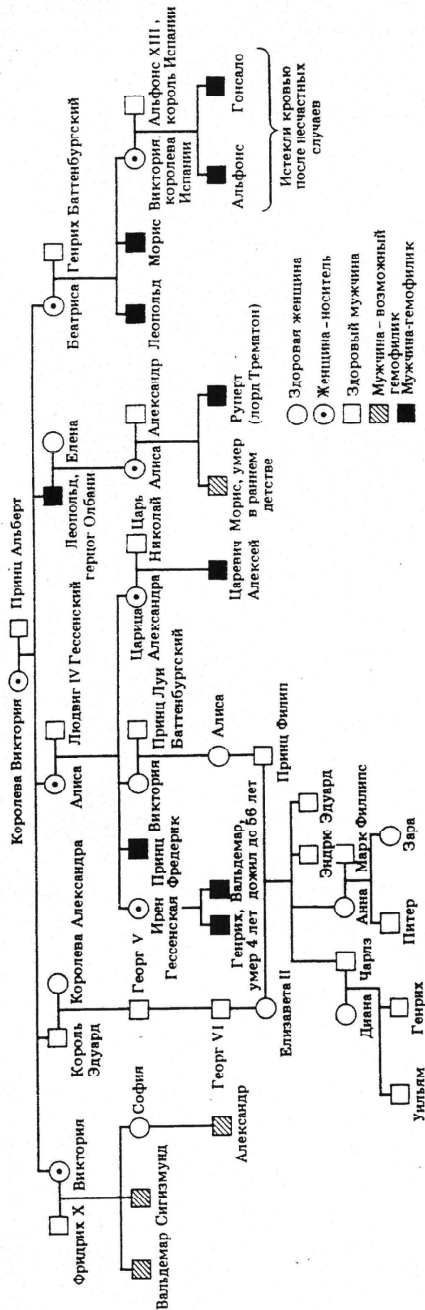 Королева Виктория
Принц Альберт
Фридрих X
Виктория
Король
Эдуард
Королева Александра
Алиса
Людвиг IV Гессенский
Леопольд,
герцог Олбани
Елена
Беатриса
Генрих Баттенбургский
Вальдемар
Сигизмунд
София
Георг V
Ирен
Гессенская
Принц
Фредерик
Виктория
Принц Луи
Баттенбургский
Царица
Александра
Царь
Николай
Алиса
Александр
Леопольд
Морис
Виктория,
королева
Испании
Альфонс XIII,
король Испании
Александр
Георг VI
Генрих,
умер 4 лет
Вальдемар,
дожил до 56 лет
Алиса
Царевич
Алексей
Морис, умер
в раннем
детстве
Руперт
(лорд Трематон)
Альфонс
Гонсало
Истекли кровью
после несчастных
случаев
Елизавета II
Принц Филип
Диана
Чарлз
Анна
Марк Филлипс
Эндрю
Эдуард
Уильям
Генрих
Питер
Зара
Здоровая женщина
Женщина-носитель
Здоровый мужчина
Мужчина-возможный
гемофилик
Мужчина-гемофилик